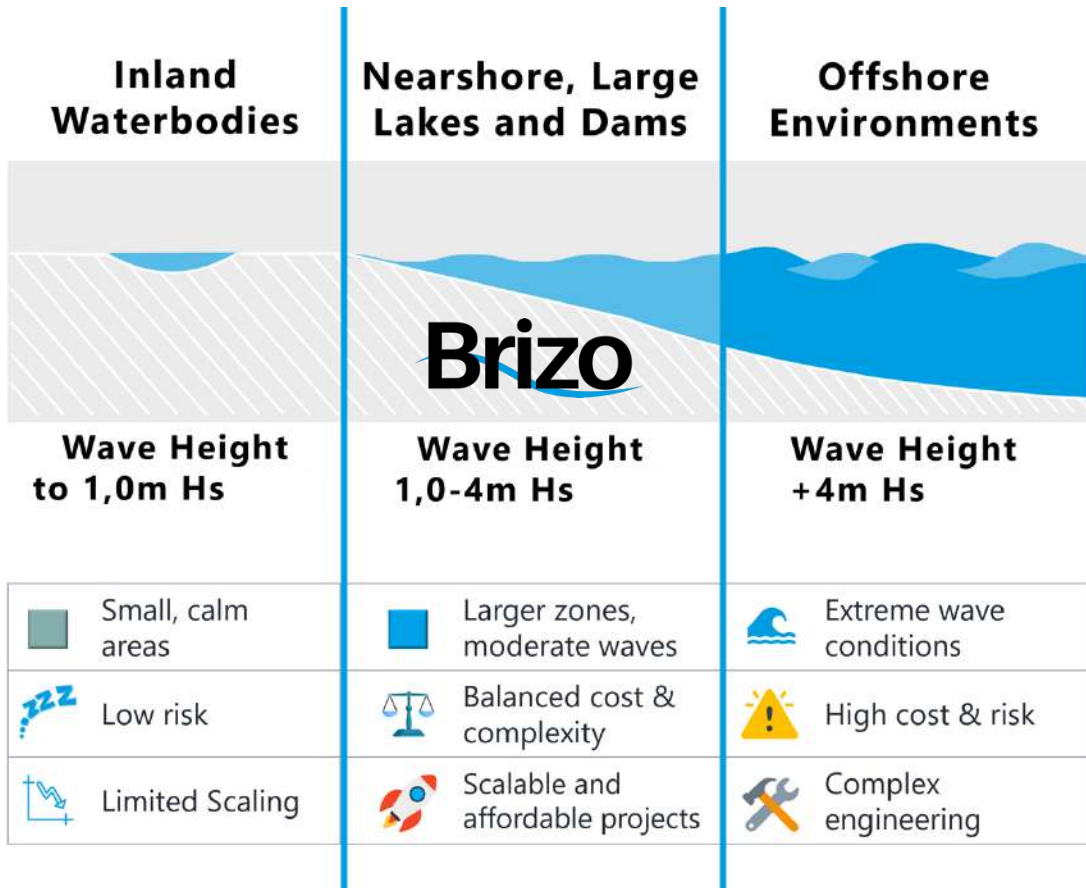 Inland
Waterbodies
Nearshore, Large
Lakes and Dams
Offshore
Environments
Brizo
Wave Height
to 1,0m Hs
Wave Height
1,0-4m Hs
Wave Height
+4m Hs
Small, calm
areas
Larger zones,
moderate waves
Extreme wave
conditions
zzz
Low risk
Balanced cost &
complexity
High cost & risk
Limited Scaling
Scalable and
affordable projects
Complex
engineering